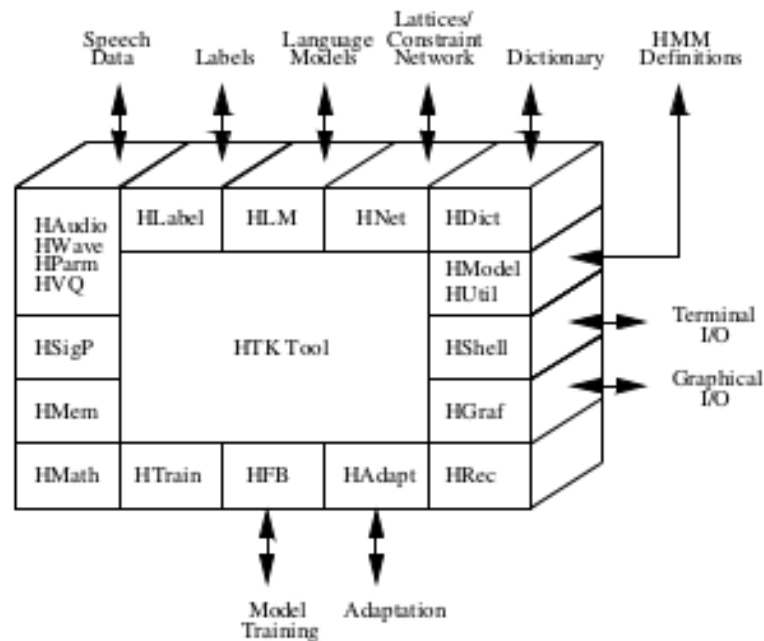 Speech
Data
Labels
Language
Models
Lattices/
Constraint
Network
Dictionary
HMM
Definitions
HAudio
HWave
HParm
HVQ
HLabel
HLM
HNet
HDict
HModel
HUtil
HSigP
HTK Tool
HShell
Terminal
I/O
HMem
HGraf
Graphical
I/O
HMath
HTrain
HFB
HAdapt
HRec
Model
Training
Adaptation